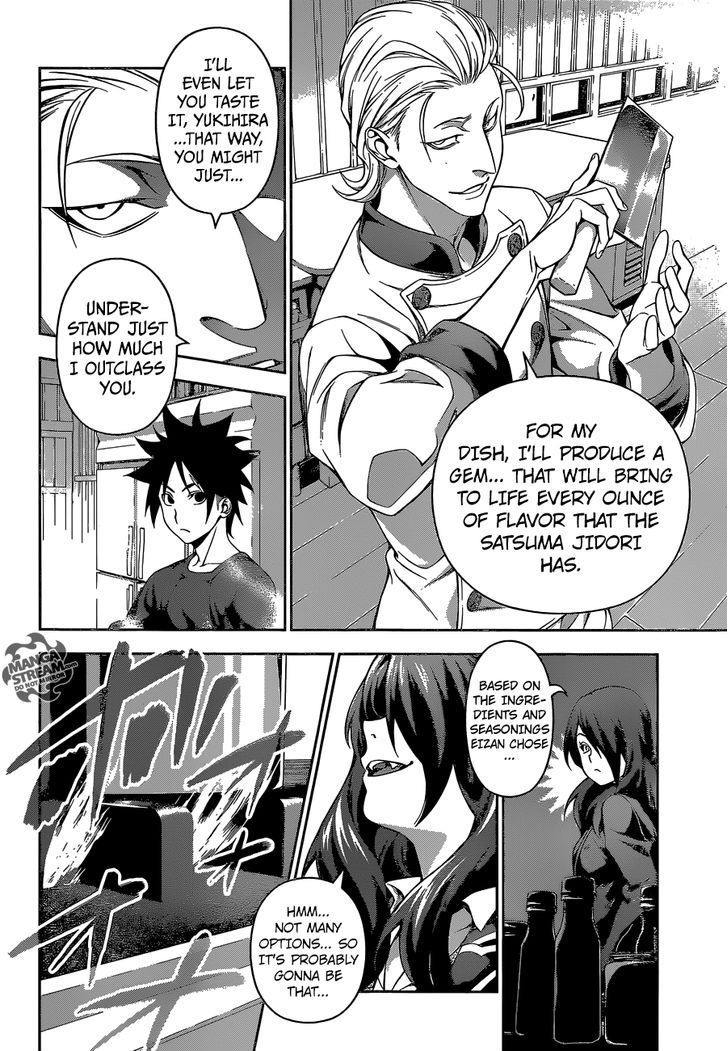 FOR MY
DISH, I'LL PRODUCE A
GEM... THAT WILL BRING
TO LIFE EVERY OUNCE
OF FLAVOR THAT THE
SATSUMA JIDORI
HAS.
I'LL
EVEN LET
YOU TASTE
IT, YUKIHIRA
...THAT WAY,
YOU MIGHT
JUST...
UNDER-
STAND JUST
HOW MUCH
I OUTCLASS
YOU.
BASED ON
THE INGRE-
DIENTS AND
SEASONINGS
EIZAN CHOSE
...
HMM...
NOT MANY
OPTIONS... SO
IT'S PROBABLY
GONNA BE
THAT...
MANGA
STREAM.com
DO NOT MIRROR